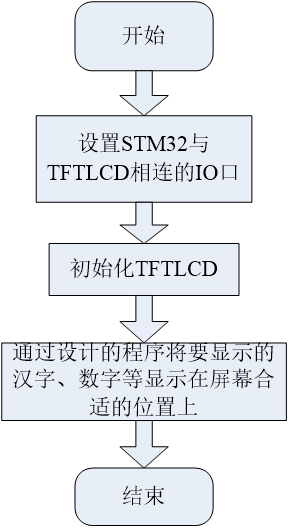 开始
设置STM32与
TFTLCD相连的IO口
初始化TFTLCD
通过设计的程序将要显示的
汉字、数字等显示在屏幕合
适的位置上
结束